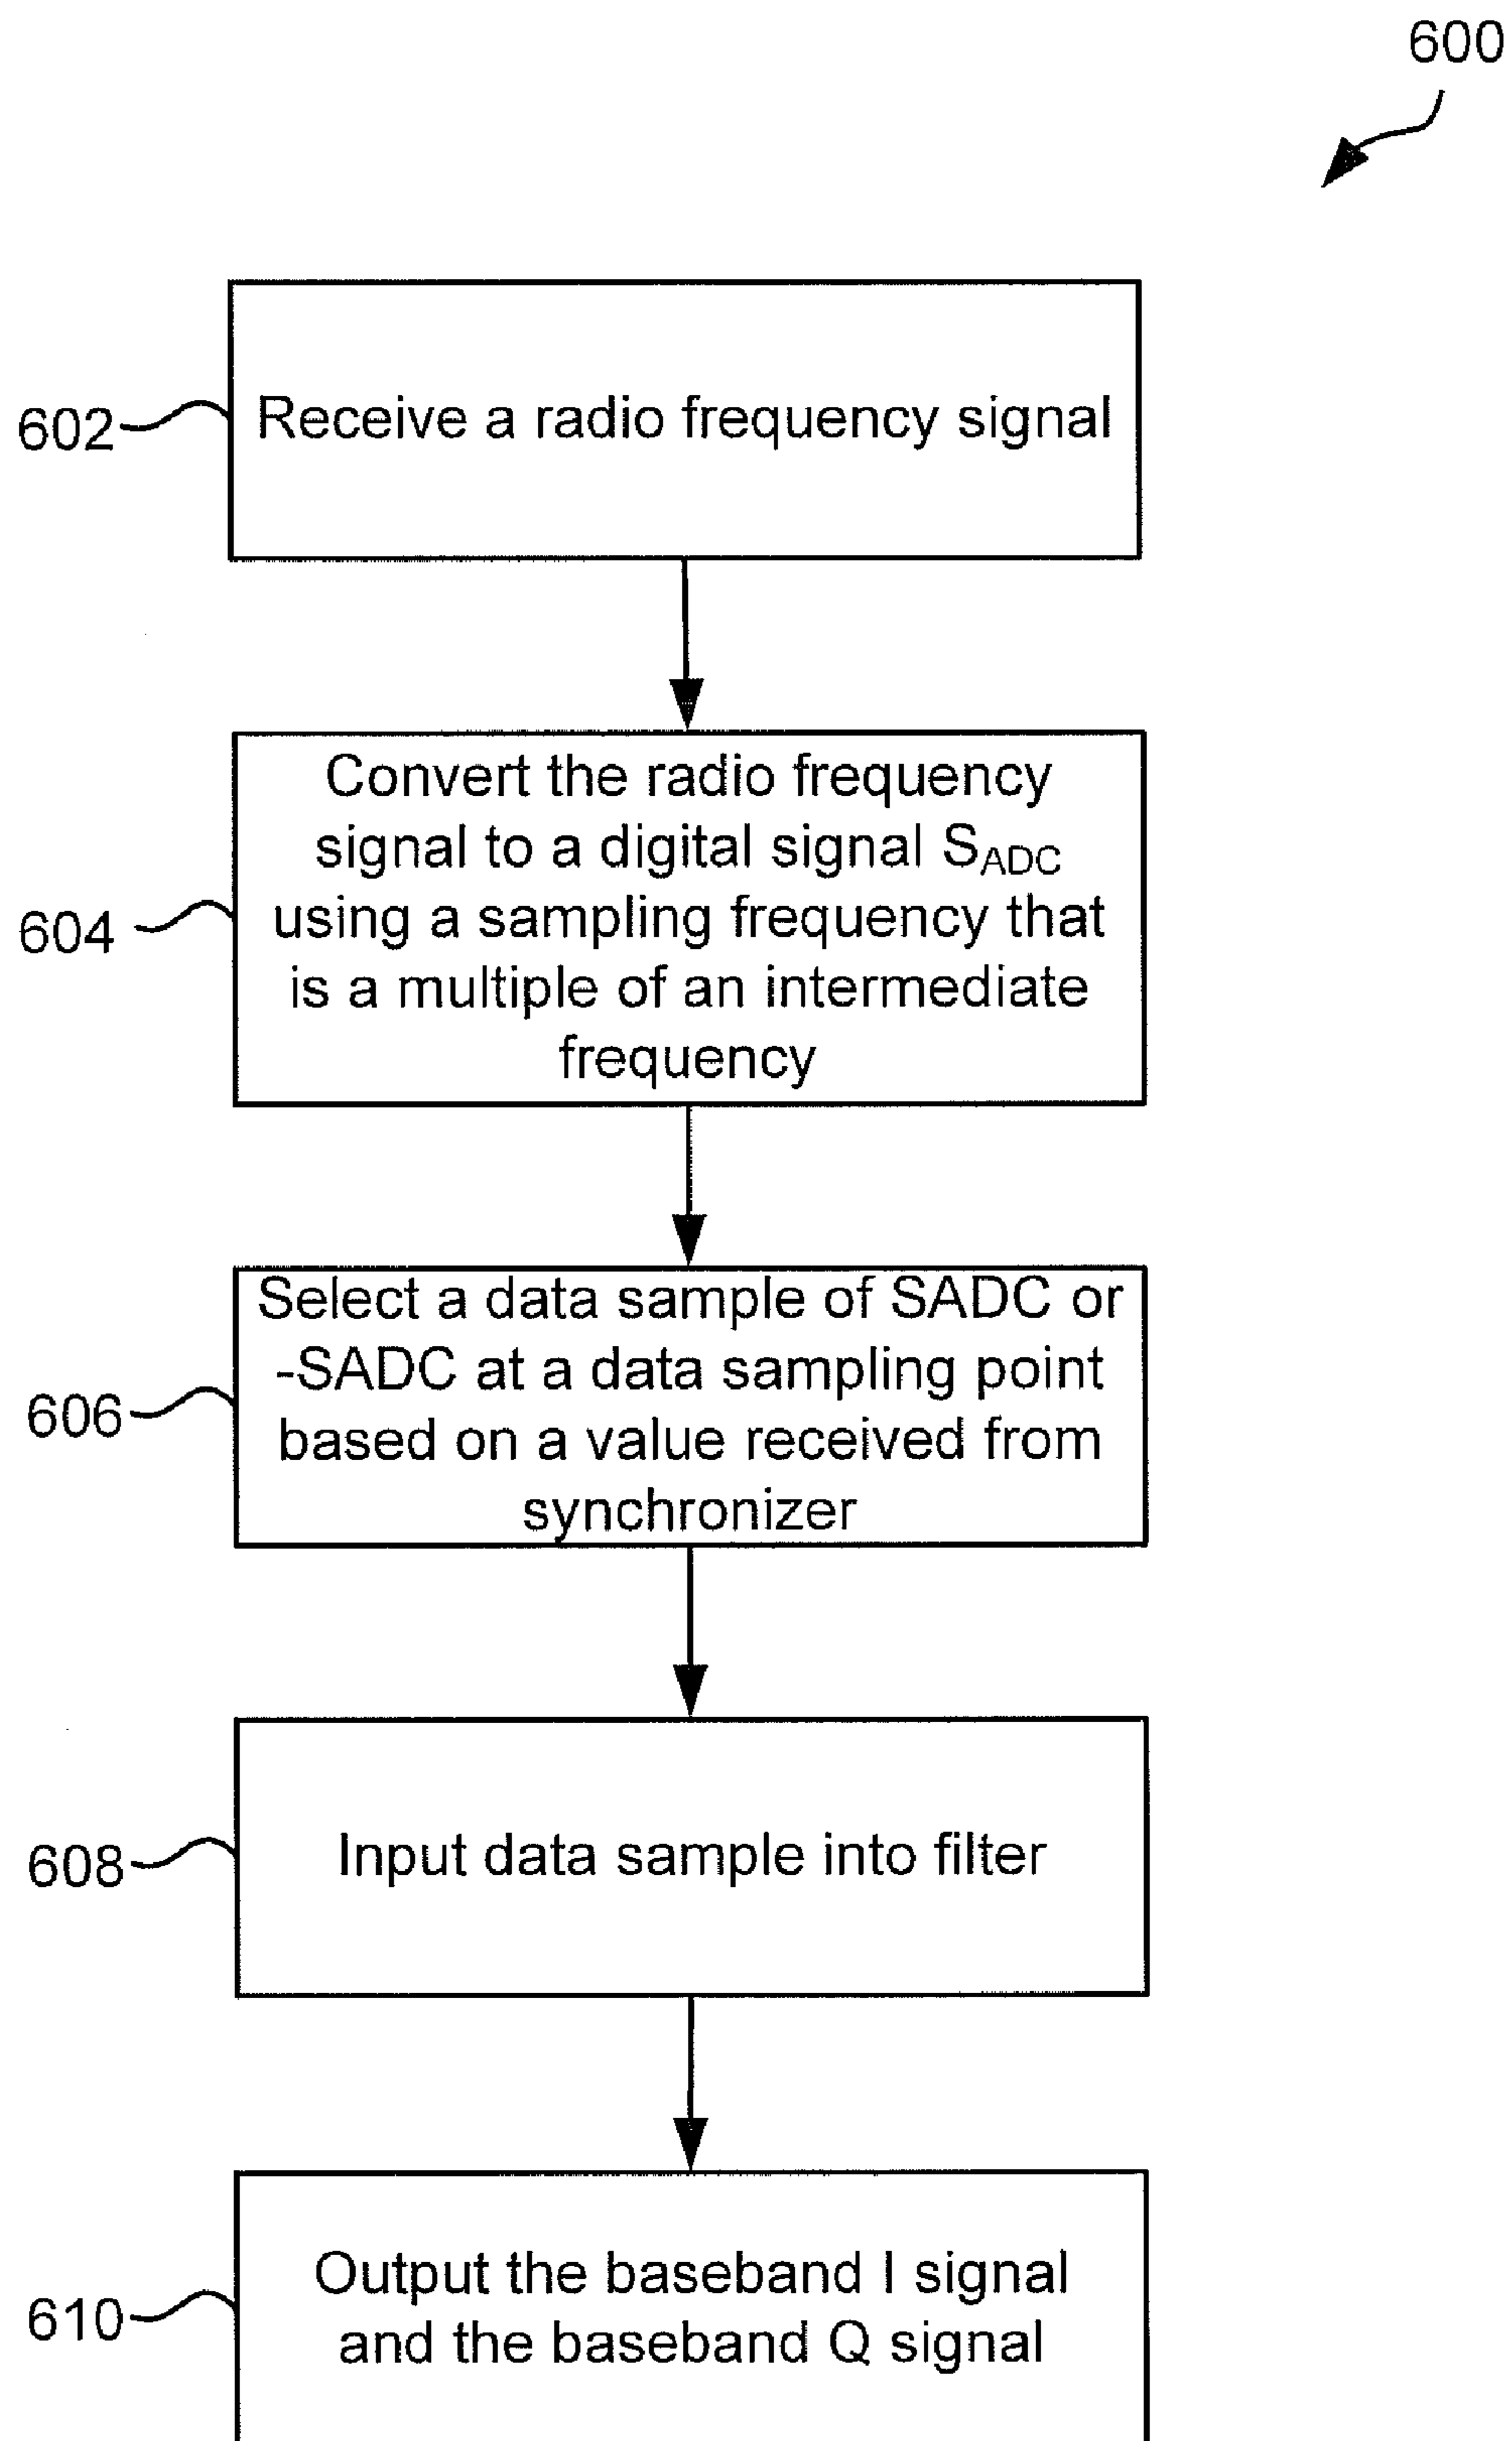 600
602
Receive a radio frequency signal
604
Convert the radio frequency
signal to a digital signal SADC
using a sampling frequency that
is a multiple of an intermediate
frequency
606
Select a data sample of SADC or
-SADC at a data sampling point
based on a value received from
synchronizer
608
Input data sample into filter
610
Output the baseband I signal
and the baseband Q signal